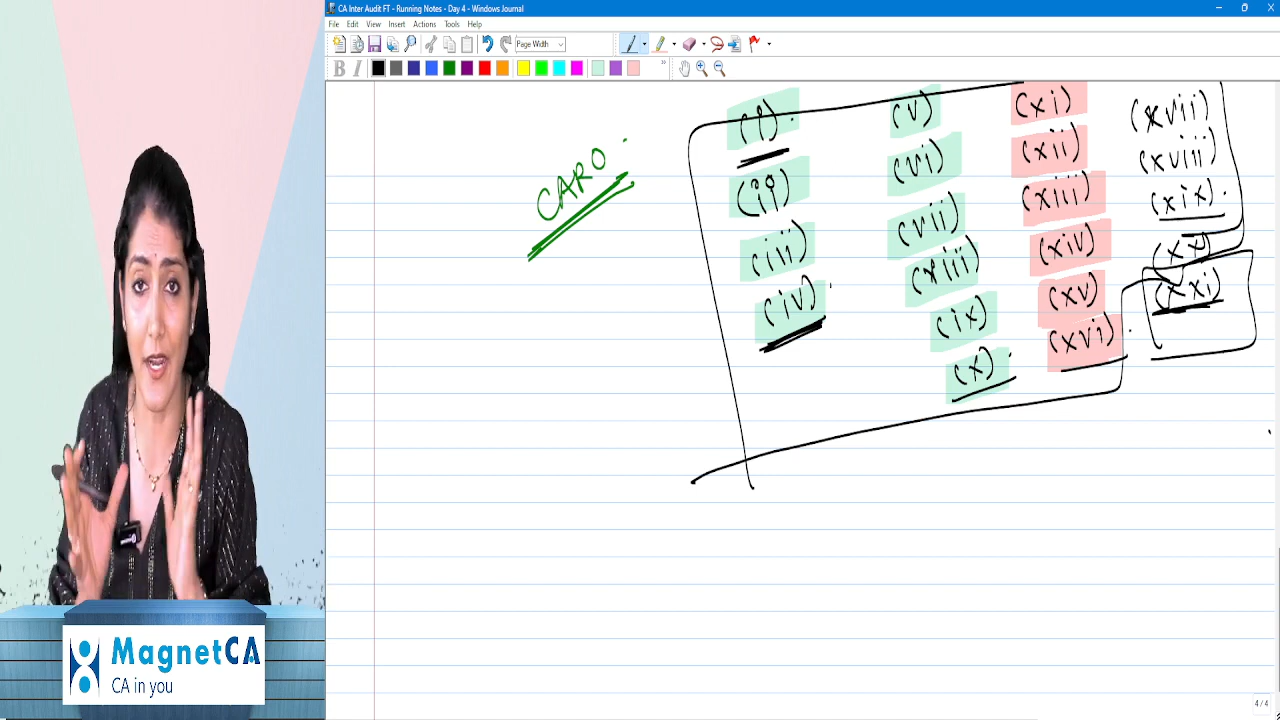 CA Inter Audit FT - Running Notes - Day 4 - Windows Journal
File Edit View Insert Actions Tools Help
Page Width
B I
CARO.
(i).
(ii)
(iii)
(iv).
(v)
(vi)
(vii)
(viii)
(ix)
(x).
(xi)
(xii)
(xiii)
(xiv)
(xv)
(xvi).
(xvii)
(xviii)
(xix).
(xx)
(xxi)
MagnetCA
CA in you
4 / 4